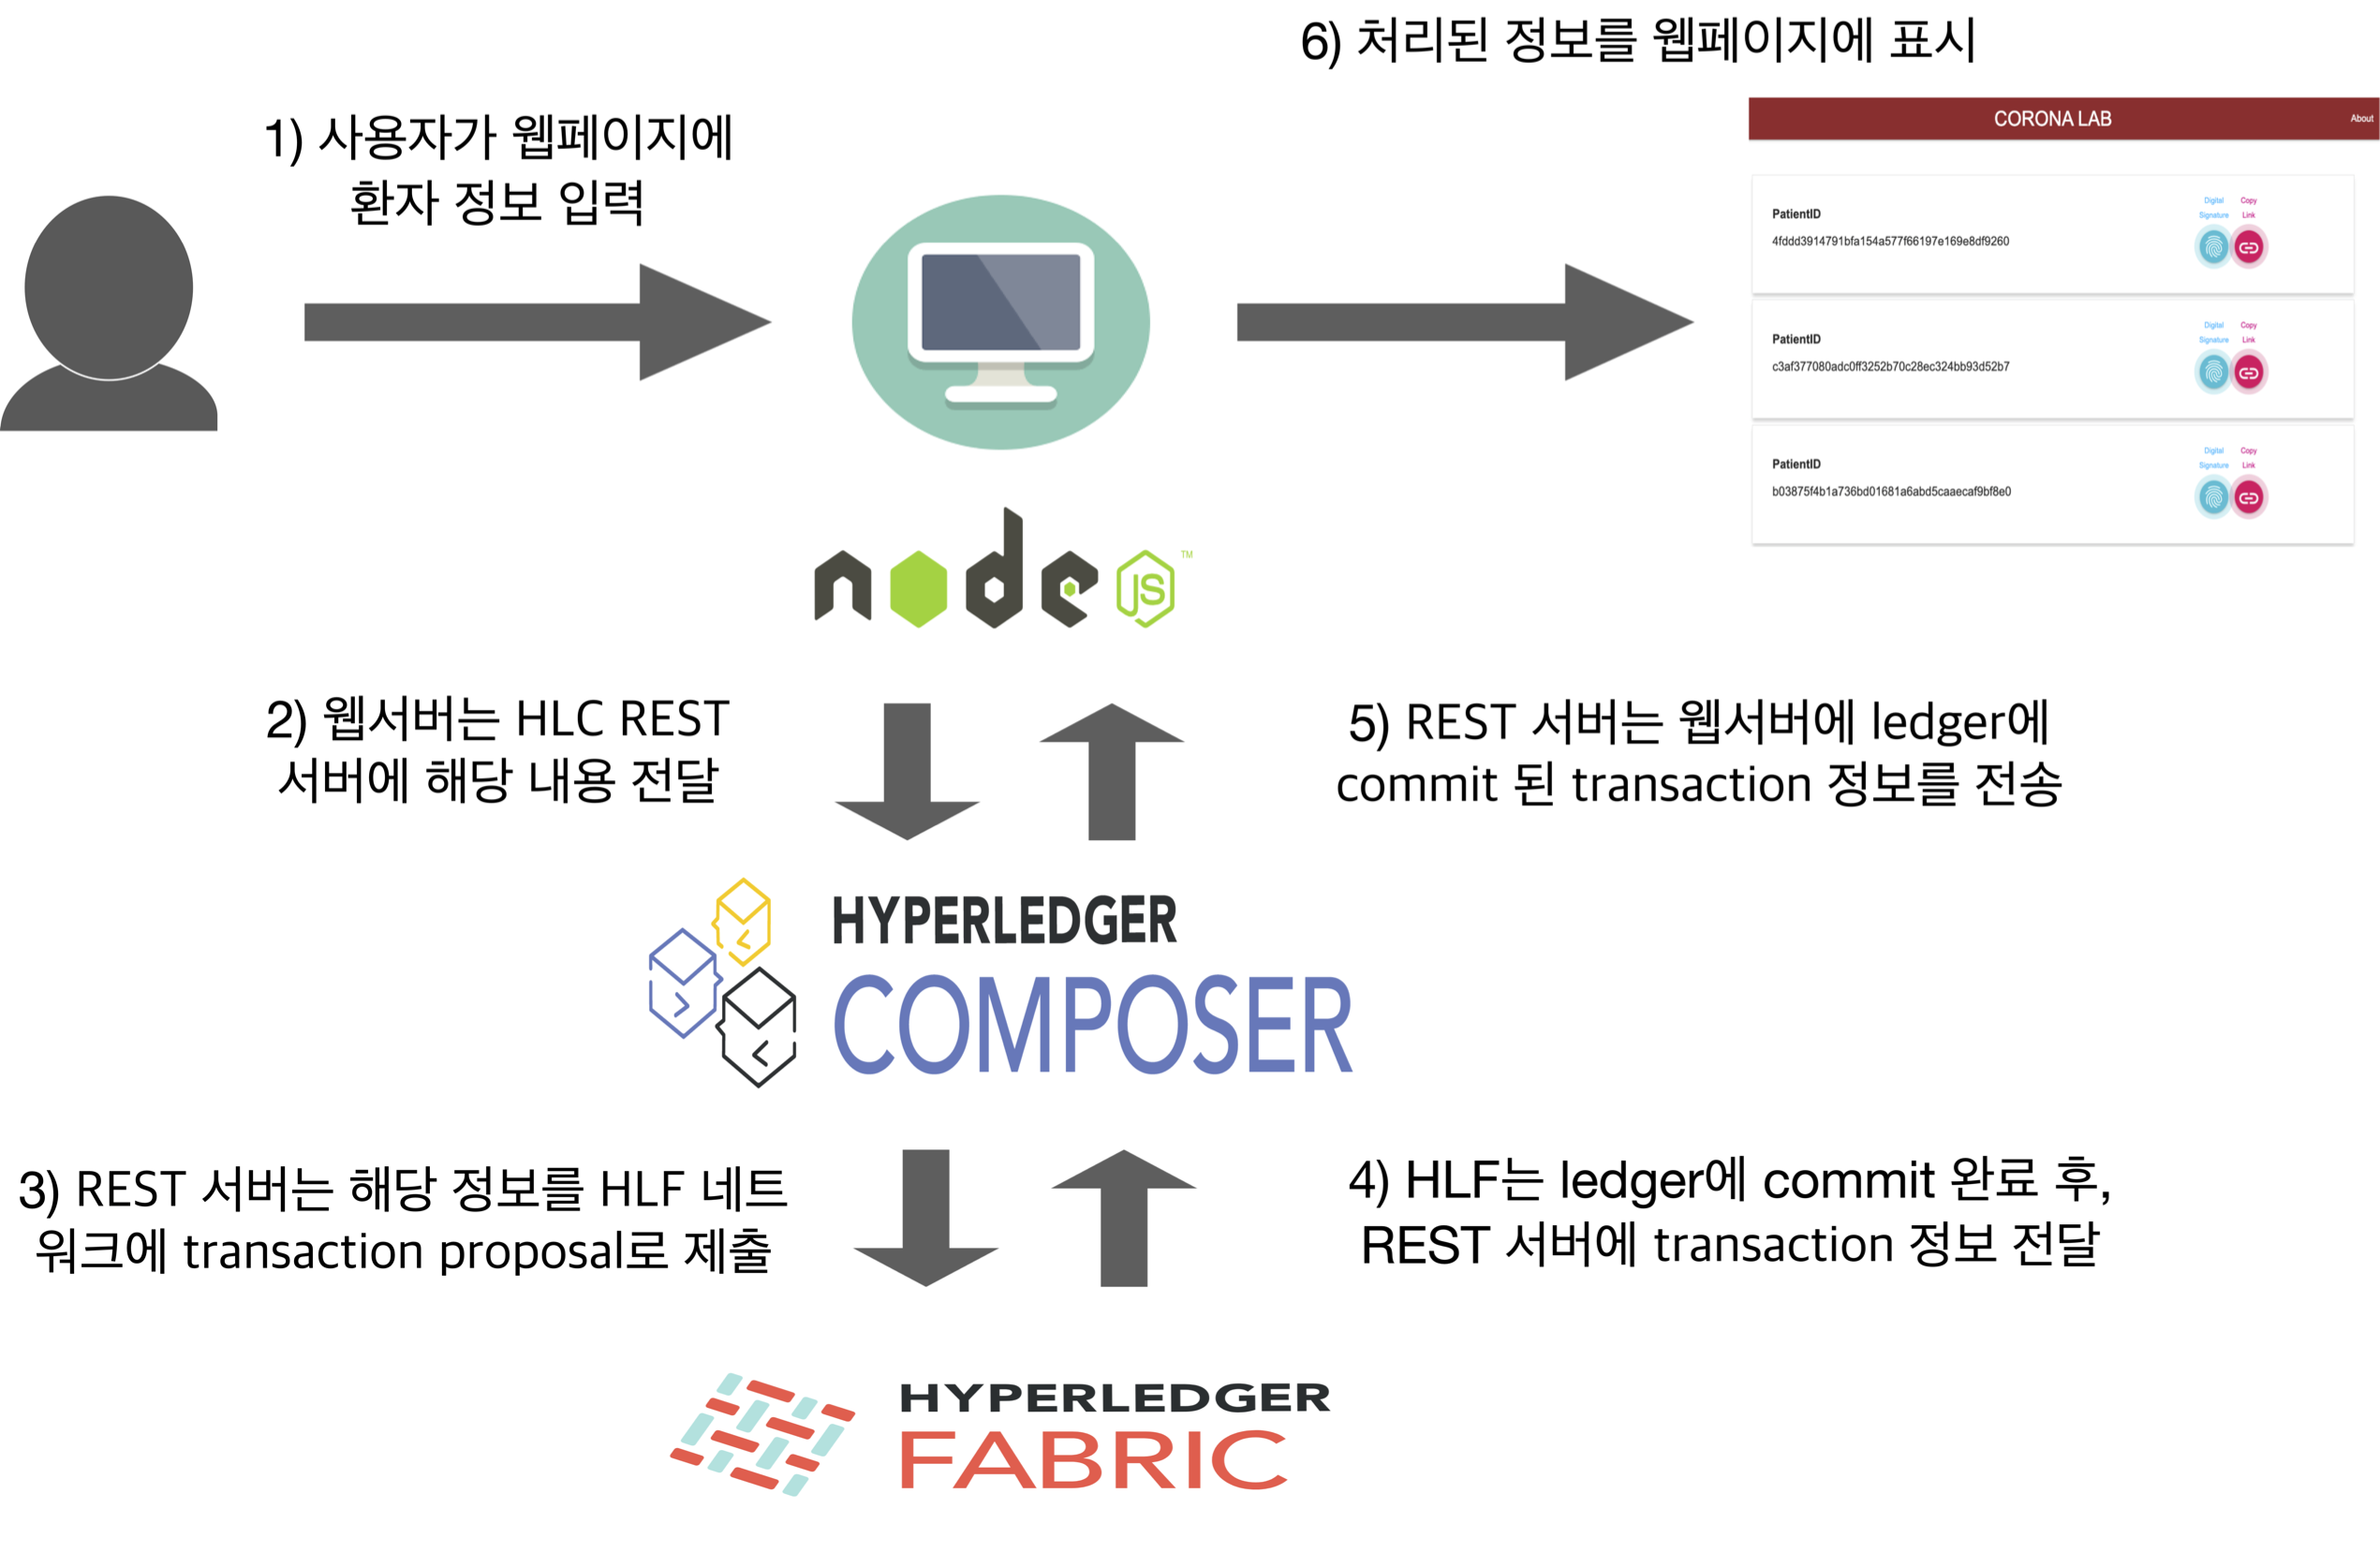 6) 처리된 정보를 웹페이지에 표시
1) 사용자가 웹페이지에
환자 정보 입력
CORONA LAB
About
PatientID
4fddd3914791bfa154a577f66197e169e8df9260
Digital
Signature
Copy
Link
PatientID
c3af377080adc0ff3252b70c28ec324bb93d52b7
Digital
Signature
Copy
Link
PatientID
b03875f4b1a736bd01681a6abd5caaecaf9bf8e0
Digital
Signature
Copy
Link
node JS TM
2) 웹서버는 HLC REST
서버에 해당 내용 전달
5) REST 서버는 웹서버에 ledger에
commit 된 transaction 정보를 전송
HYPERLEDGER
COMPOSER
3) REST 서버는 해당 정보를 HLF 네트
워크에 transaction proposal로 제출
4) HLF는 ledger에 commit 완료 후,
REST 서버에 transaction 정보 전달
HYPERLEDGER
FABRIC